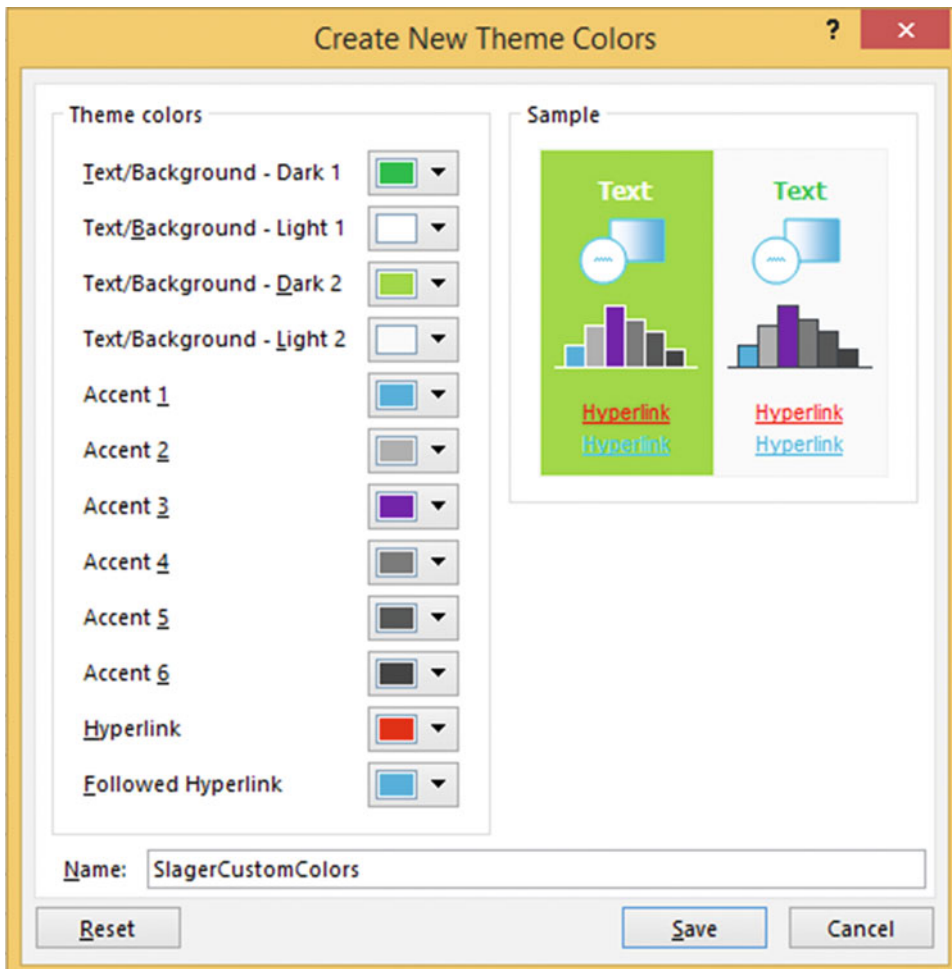 Create New Theme Colors
?
Theme colors
Text/Background - Dark 1
Text/Background - Light 1
Text/Background - Dark 2
Text/Background - Light 2
Accent 1
Accent 2
Accent 3
Accent 4
Accent 5
Accent 6
Hyperlink
Followed Hyperlink
Sample
Text Text
Hyperlink Hyperlink
Hyperlink Hyperlink
Name: SlagerCustomColors
Reset Save Cancel